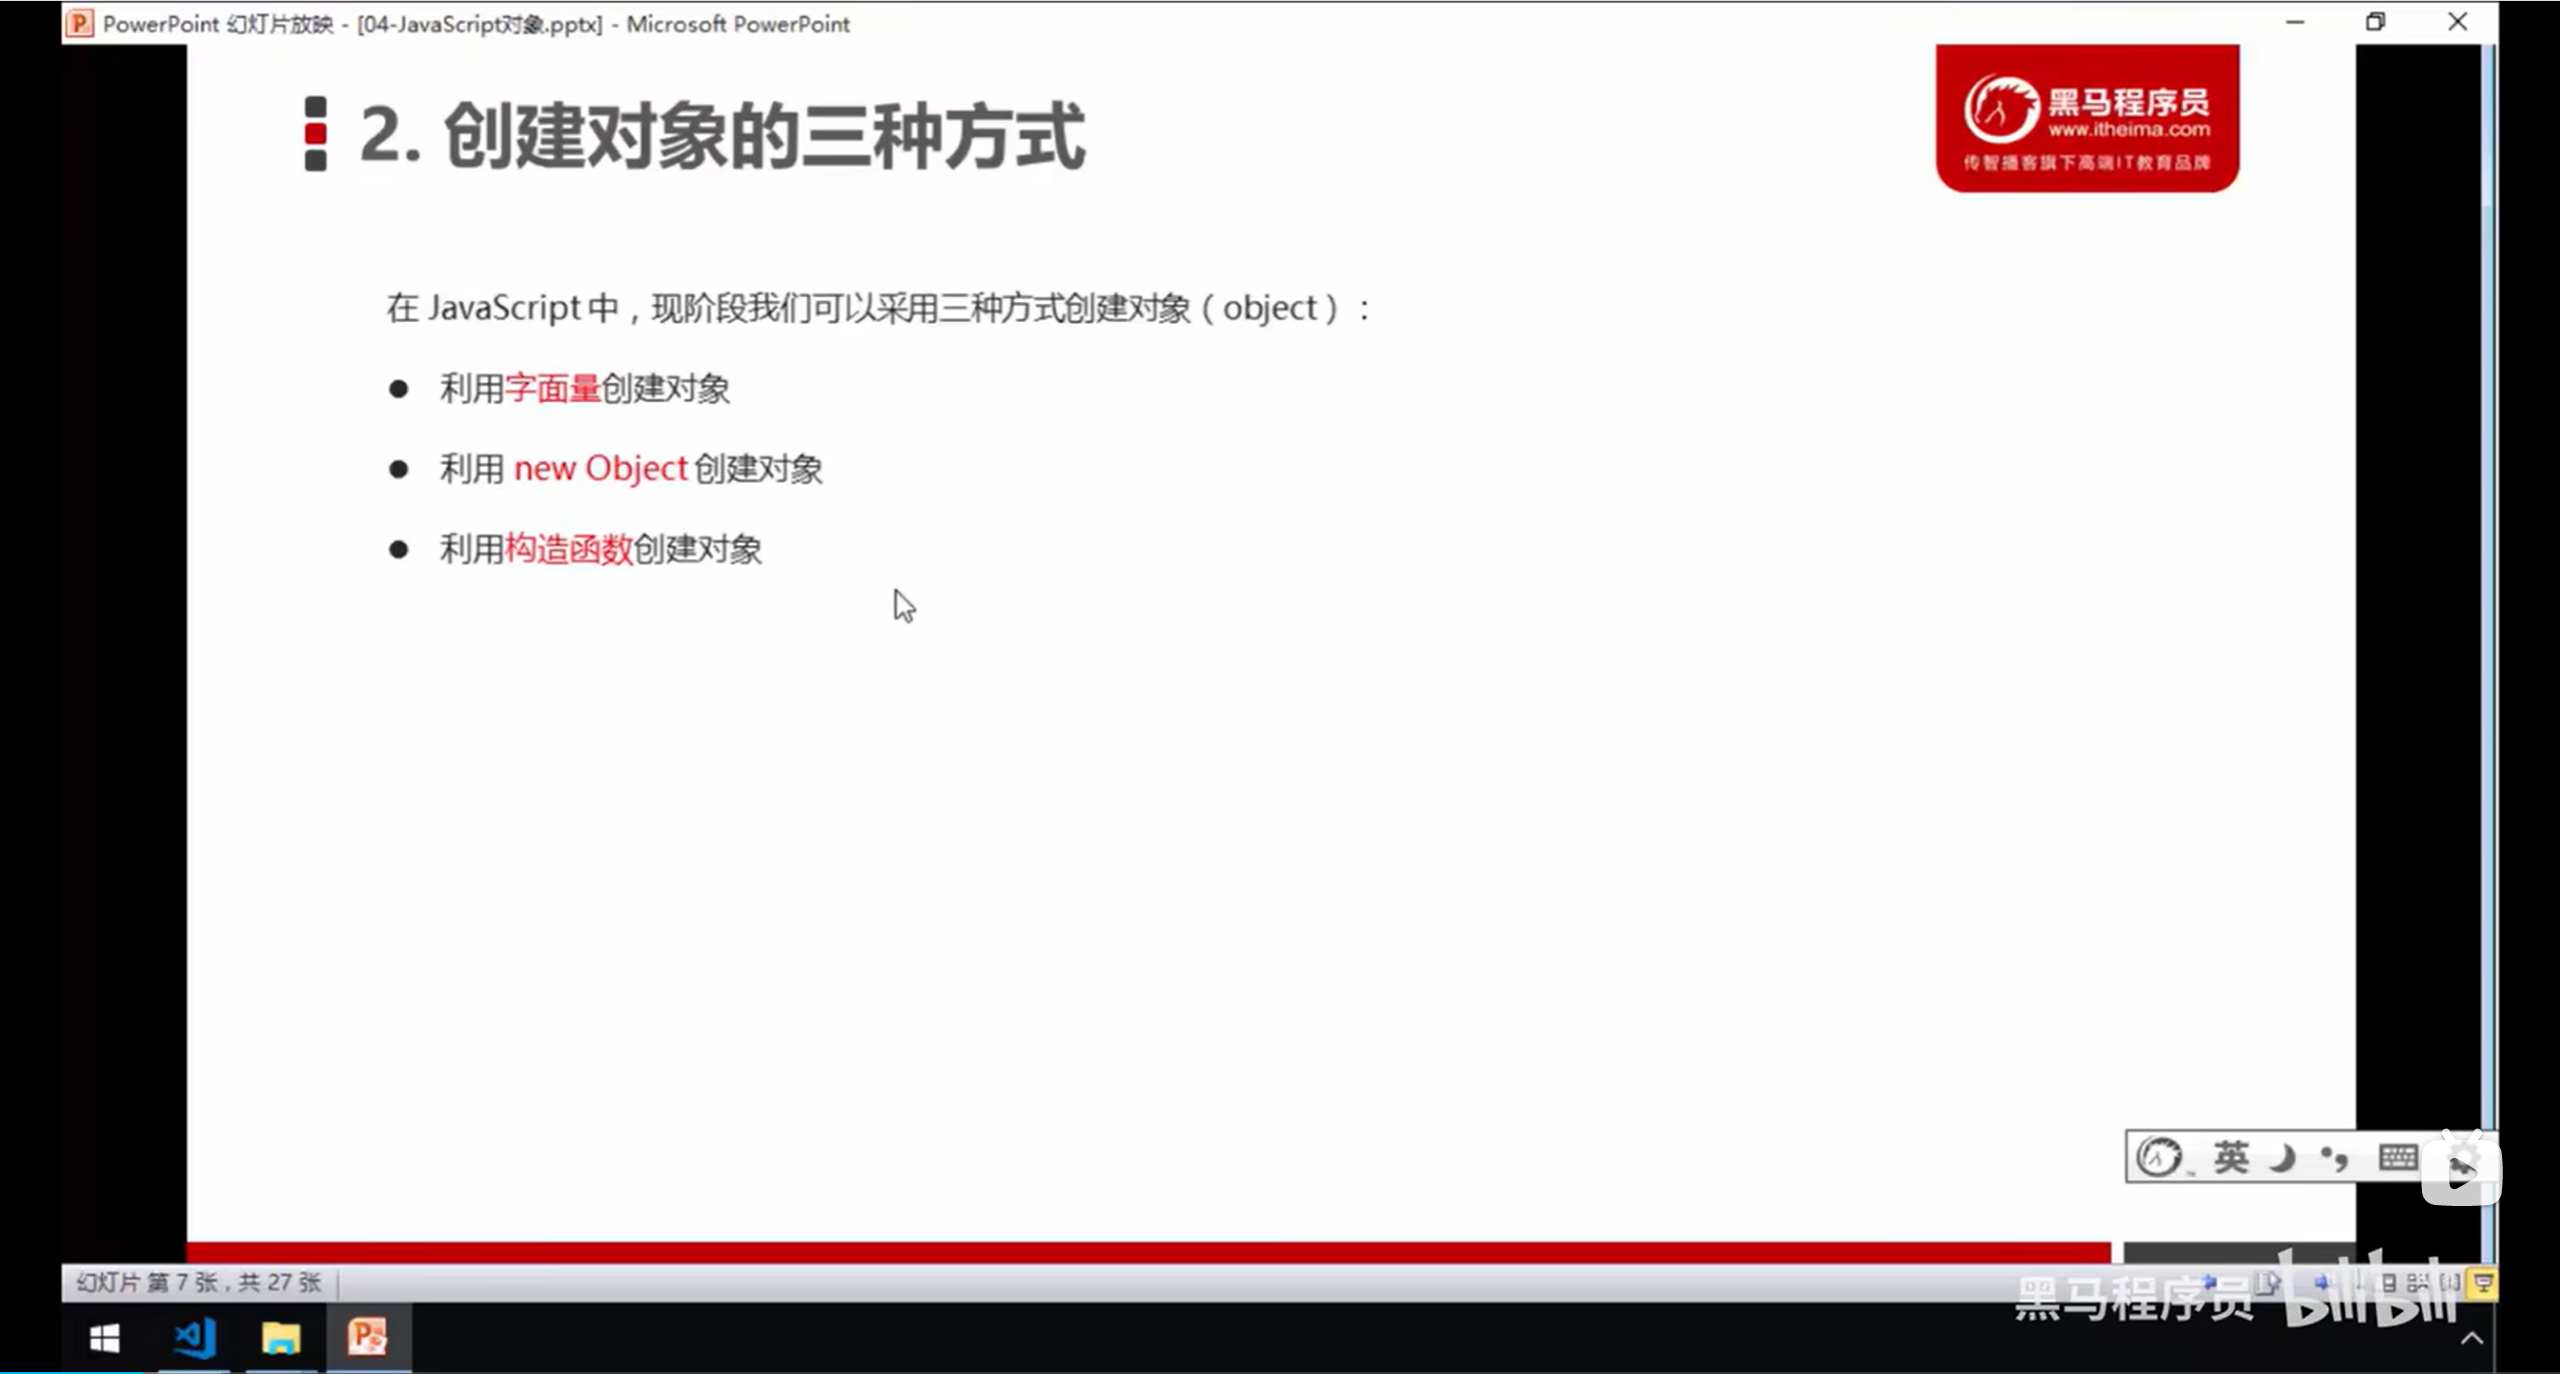 PowerPoint 幻灯片放映 - [04-JavaScript对象.pptx] - Microsoft PowerPoint
2. 创建对象的三种方式
黑马程序员
www.itheima.com
传智播客旗下高端IT教育品牌
在 JavaScript 中，现阶段我们可以采用三种方式创建对象（object）：
● 利用字面量创建对象
● 利用 new Object 创建对象
● 利用构造函数创建对象
英
幻灯片 第 7 张，共 27 张
黑马程序员 bilibili